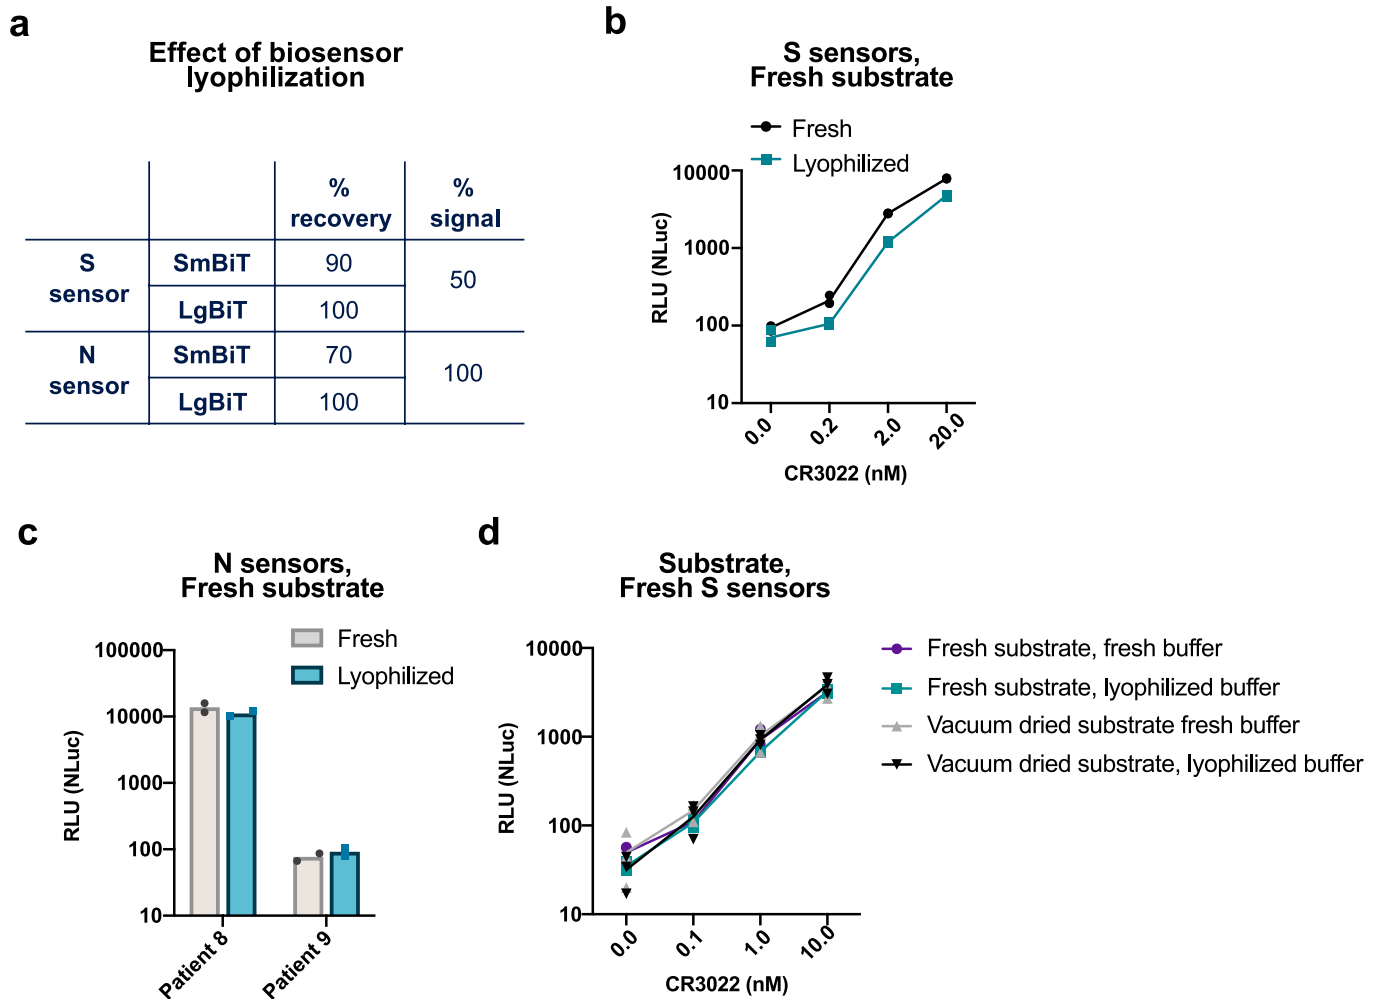 a
Effect of biosensor
lyophilization
% recovery
% signal
S sensor
SmBiT
90
50
LgBiT
100
N sensor
SmBiT
70
100
LgBiT
100
b
S sensors,
Fresh substrate
Fresh
Lyophilized
10000
1000
100
10
RLU (NLuc)
0.0
0.2
2.0
20.0
CR3022 (nM)
c
N sensors,
Fresh substrate
Fresh
Lyophilized
100000
10000
1000
100
10
RLU (NLuc)
Patient 8
Patient 9
d
Substrate,
Fresh S sensors
10000
1000
100
10
RLU (NLuc)
0.0
0.1
1.0
10.0
CR3022 (nM)
Fresh substrate, fresh buffer
Fresh substrate, lyophilized buffer
Vacuum dried substrate fresh buffer
Vacuum dried substrate, lyophilized buffer